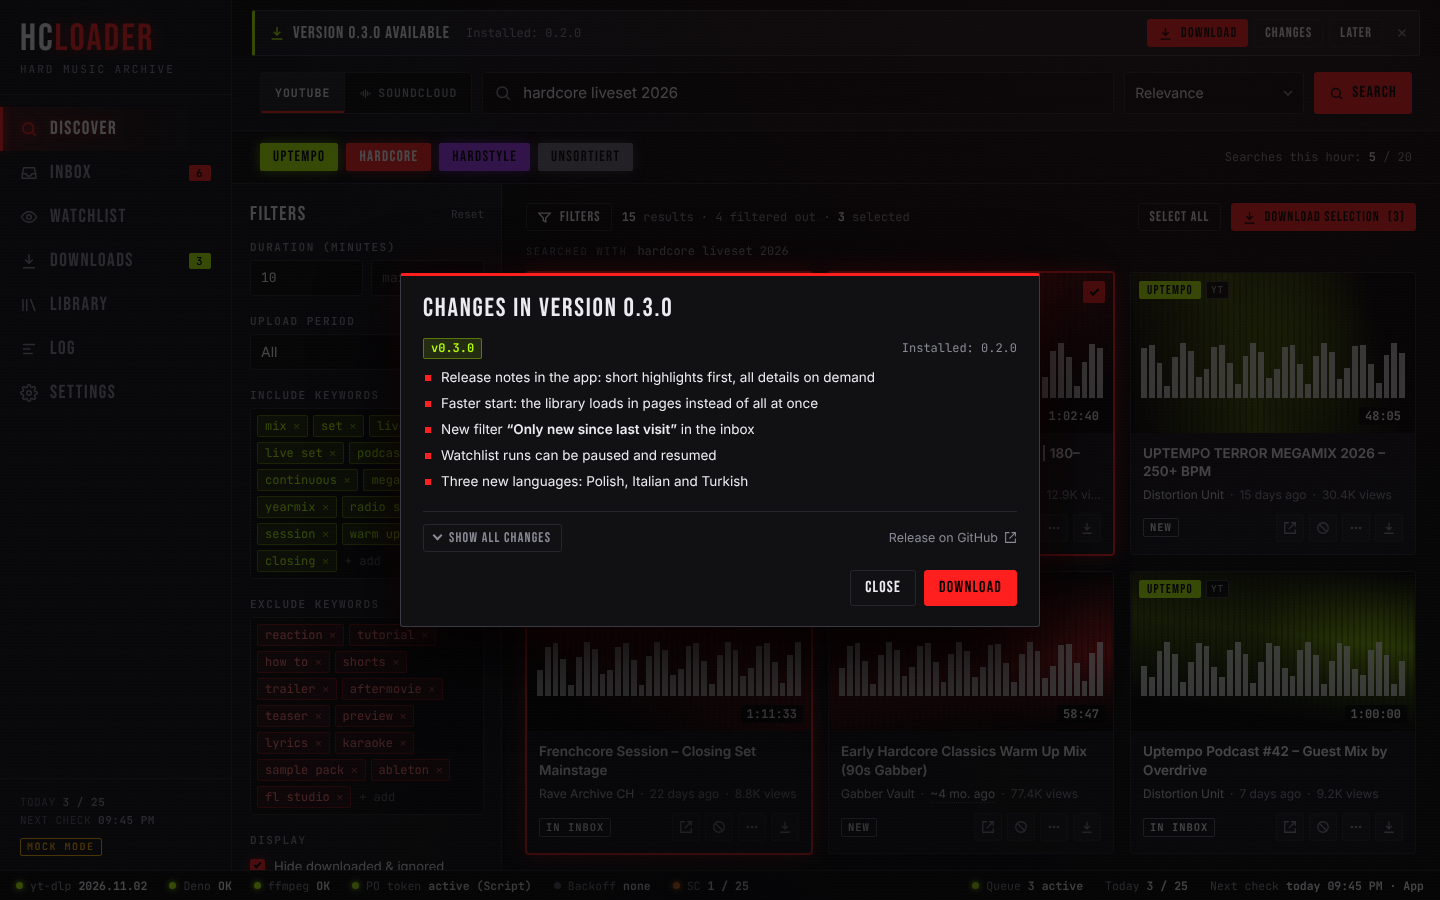 HCLOADER
HARD MUSIC ARCHIVE
DISCOVER
INBOX 6
WATCHLIST
DOWNLOADS 3
LIBRARY
LOG
SETTINGS
TODAY 3 / 25
NEXT CHECK 09:45 PM
MOCK MODE
VERSION 0.3.0 AVAILABLE Installed: 0.2.0
DOWNLOAD CHANGES LATER ×
YOUTUBE SOUNDCLOUD hardcore liveset 2026 Relevance SEARCH
UPTEMPO HARDCORE HARDSTYLE UNSORTIERT Searches this hour: 5 / 20
FILTERS Reset
DURATION (MINUTES)
10
UPLOAD PERIOD
All
INCLUDE KEYWORDS
mix × set ×
live set ×
continuous ×
yearmix ×
session ×
closing × + add
EXCLUDE KEYWORDS
reaction × tutorial ×
how to × shorts ×
trailer × aftermovie ×
teaser × preview ×
lyrics × karaoke ×
sample pack × ableton ×
fl studio × + add
DISPLAY
Hide downloaded & ignored
FILTERS 15 results · 4 filtered out · 3 selected
SELECT ALL DOWNLOAD SELECTION (3)
SEARCHED WITH hardcore liveset 2026
CHANGES IN VERSION 0.3.0
v0.3.0 Installed: 0.2.0
Release notes in the app: short highlights first, all details on demand
Faster start: the library loads in pages instead of all at once
New filter “Only new since last visit” in the inbox
Watchlist runs can be paused and resumed
Three new languages: Polish, Italian and Turkish
SHOW ALL CHANGES Release on GitHub
CLOSE DOWNLOAD
1:02:40
| 180–
12.9K vi...
UPTEMPO YT
48:05
UPTEMPO TERROR MEGAMIX 2026 –
250+ BPM
Distortion Unit · 15 days ago · 30.4K views
NEW
1:11:33
Frenchcore Session – Closing Set
Mainstage
Rave Archive CH · 22 days ago · 8.8K views
IN INBOX
58:47
Early Hardcore Classics Warm Up Mix
(90s Gabber)
Gabber Vault · ~4 mo. ago · 77.4K views
NEW
UPTEMPO YT
1:00:00
Uptempo Podcast #42 – Guest Mix by
Overdrive
Distortion Unit · 7 days ago · 9.2K views
IN INBOX
yt-dlp 2026.11.02 Deno OK ffmpeg OK PO token active (Script) Backoff none SC 1 / 25 Queue 3 active Today 3 / 25 Next check today 09:45 PM · App